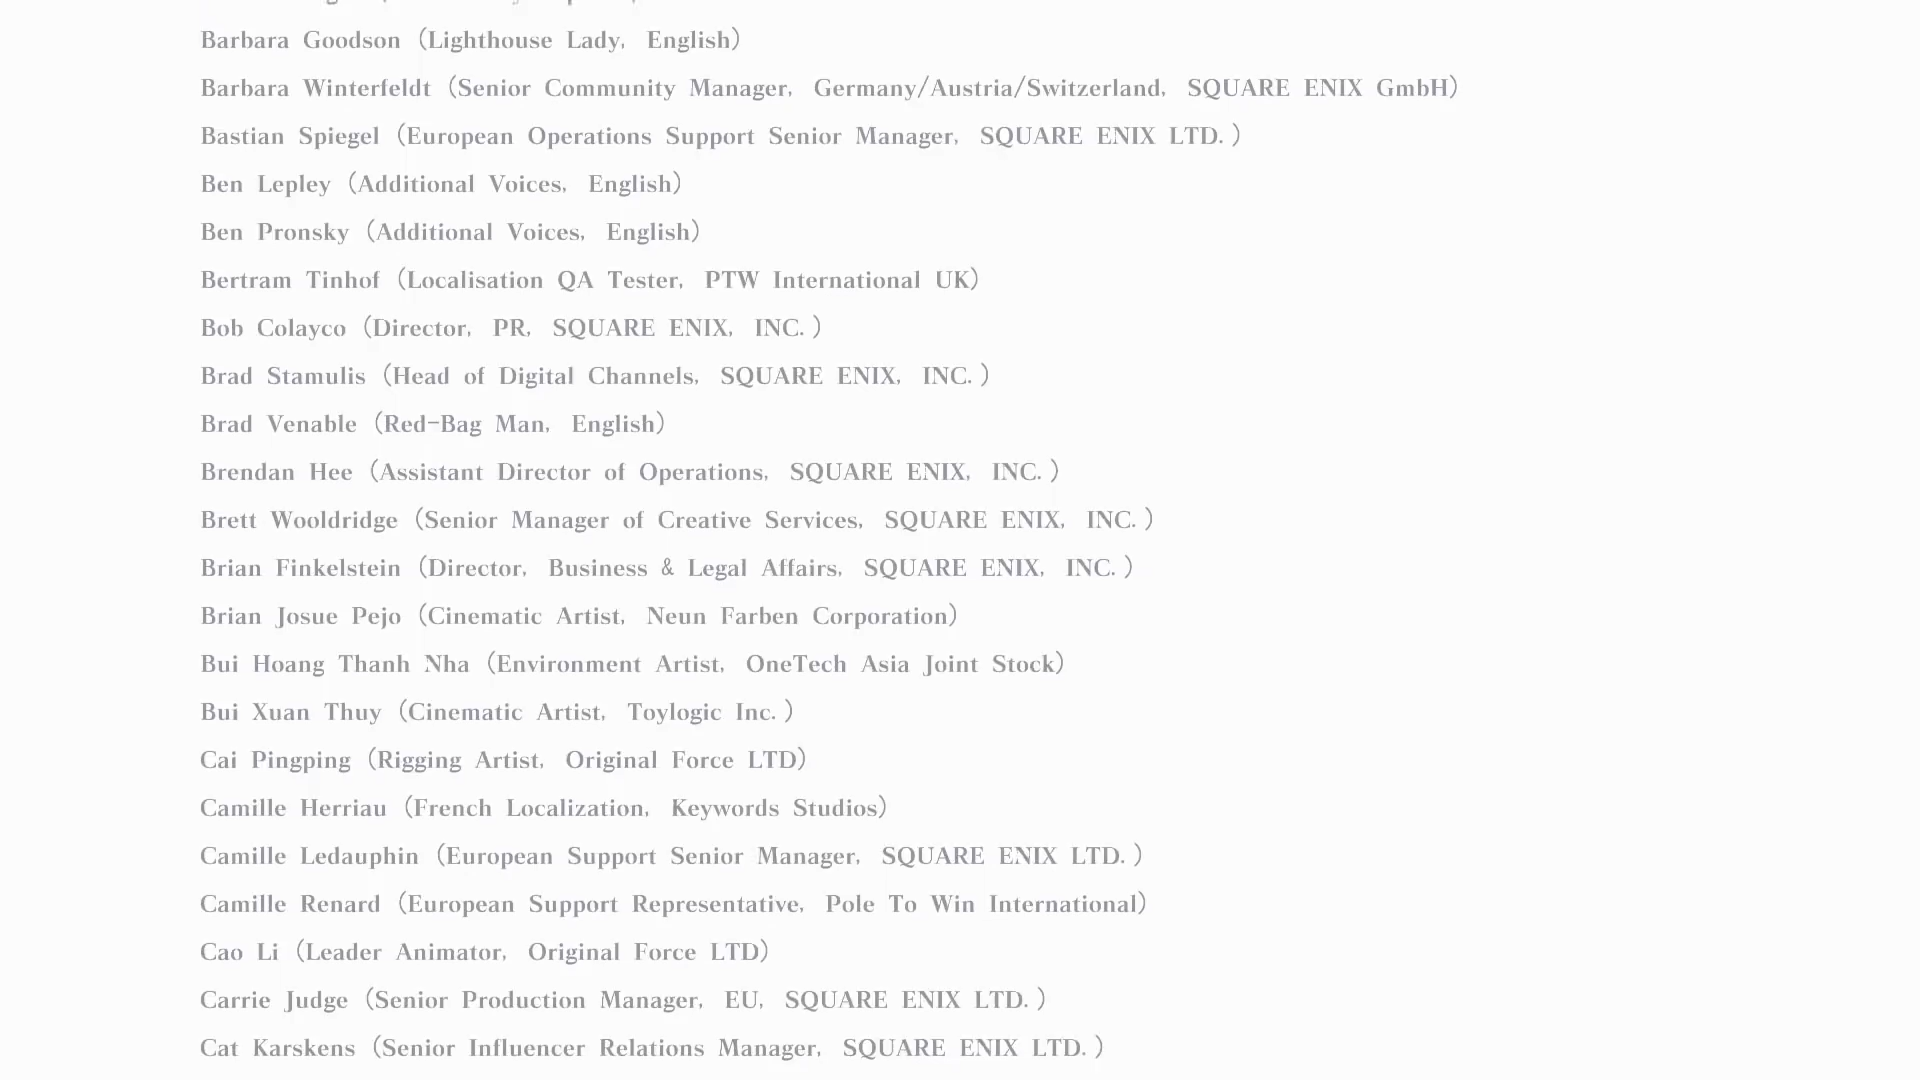 Barbara Goodson (Lighthouse Lady, English)
Barbara Winterfeldt (Senior Community Manager, Germany/Austria/Switzerland, SQUARE ENIX GmbH)
Bastian Spiegel (European Operations Support Senior Manager, SQUARE ENIX LTD.)
Ben Lepley (Additional Voices, English)
Ben Pronsky (Additional Voices, English)
Bertram Tinhof (Localisation QA Tester, PTW International UK)
Bob Colayco (Director, PR, SQUARE ENIX, INC.)
Brad Stamulis (Head of Digital Channels, SQUARE ENIX, INC.)
Brad Venable (Red-Bag Man, English)
Brendan Hee (Assistant Director of Operations, SQUARE ENIX, INC.)
Brett Wooldridge (Senior Manager of Creative Services, SQUARE ENIX, INC.)
Brian Finkelstein (Director, Business & Legal Affairs, SQUARE ENIX, INC.)
Brian Josue Pejo (Cinematic Artist, Neun Farben Corporation)
Bui Hoang Thanh Nha (Environment Artist, OneTech Asia Joint Stock)
Bui Xuan Thuy (Cinematic Artist, Toylogic Inc.)
Cai Pingping (Rigging Artist, Original Force LTD)
Camille Herriau (French Localization, Keywords Studios)
Camille Ledauphin (European Support Senior Manager, SQUARE ENIX LTD.)
Camille Renard (European Support Representative, Pole To Win International)
Cao Li (Leader Animator, Original Force LTD)
Carrie Judge (Senior Production Manager, EU, SQUARE ENIX LTD.)
Cat Karskens (Senior Influencer Relations Manager, SQUARE ENIX LTD.)